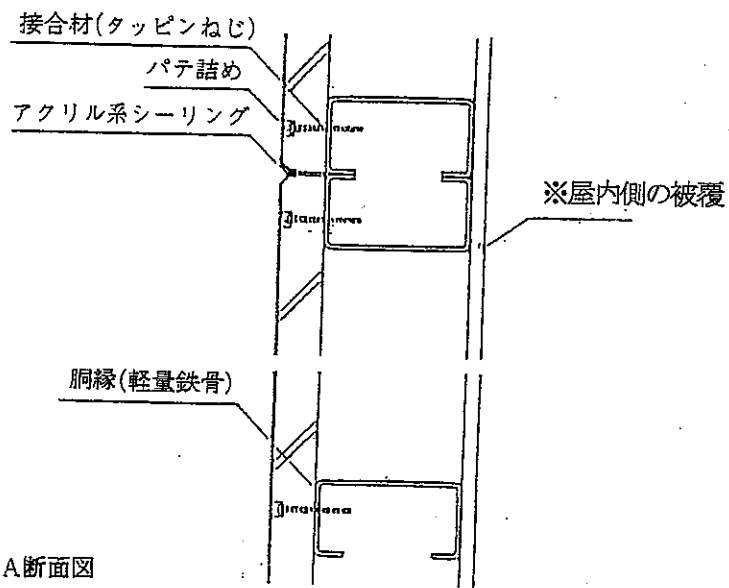 接合材(タッピンねじ)
パテ詰め
アクリル系シーリング
※屋内側の被覆
胴縁(軽量鉄骨)
A断面図